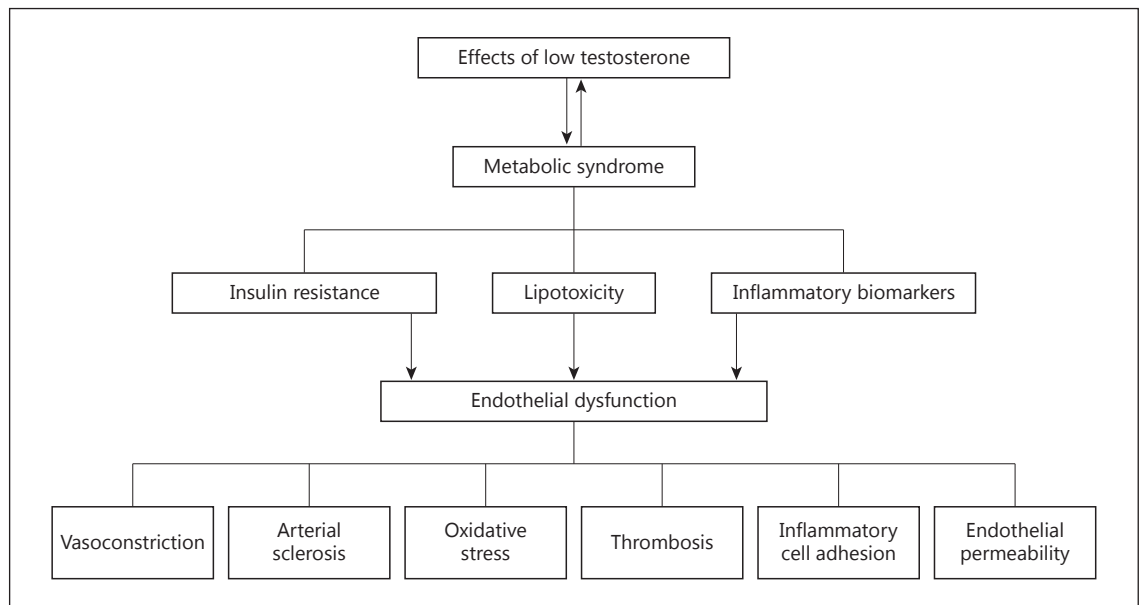 Effects of low testosterone
Metabolic syndrome
Insulin resistance
Lipotoxicity
Inflammatory biomarkers
Endothelial dysfunction
Vasoconstriction
Arterial
sclerosis
Oxidative
stress
Thrombosis
Inflammatory
cell adhesion
Endothelial
permeability